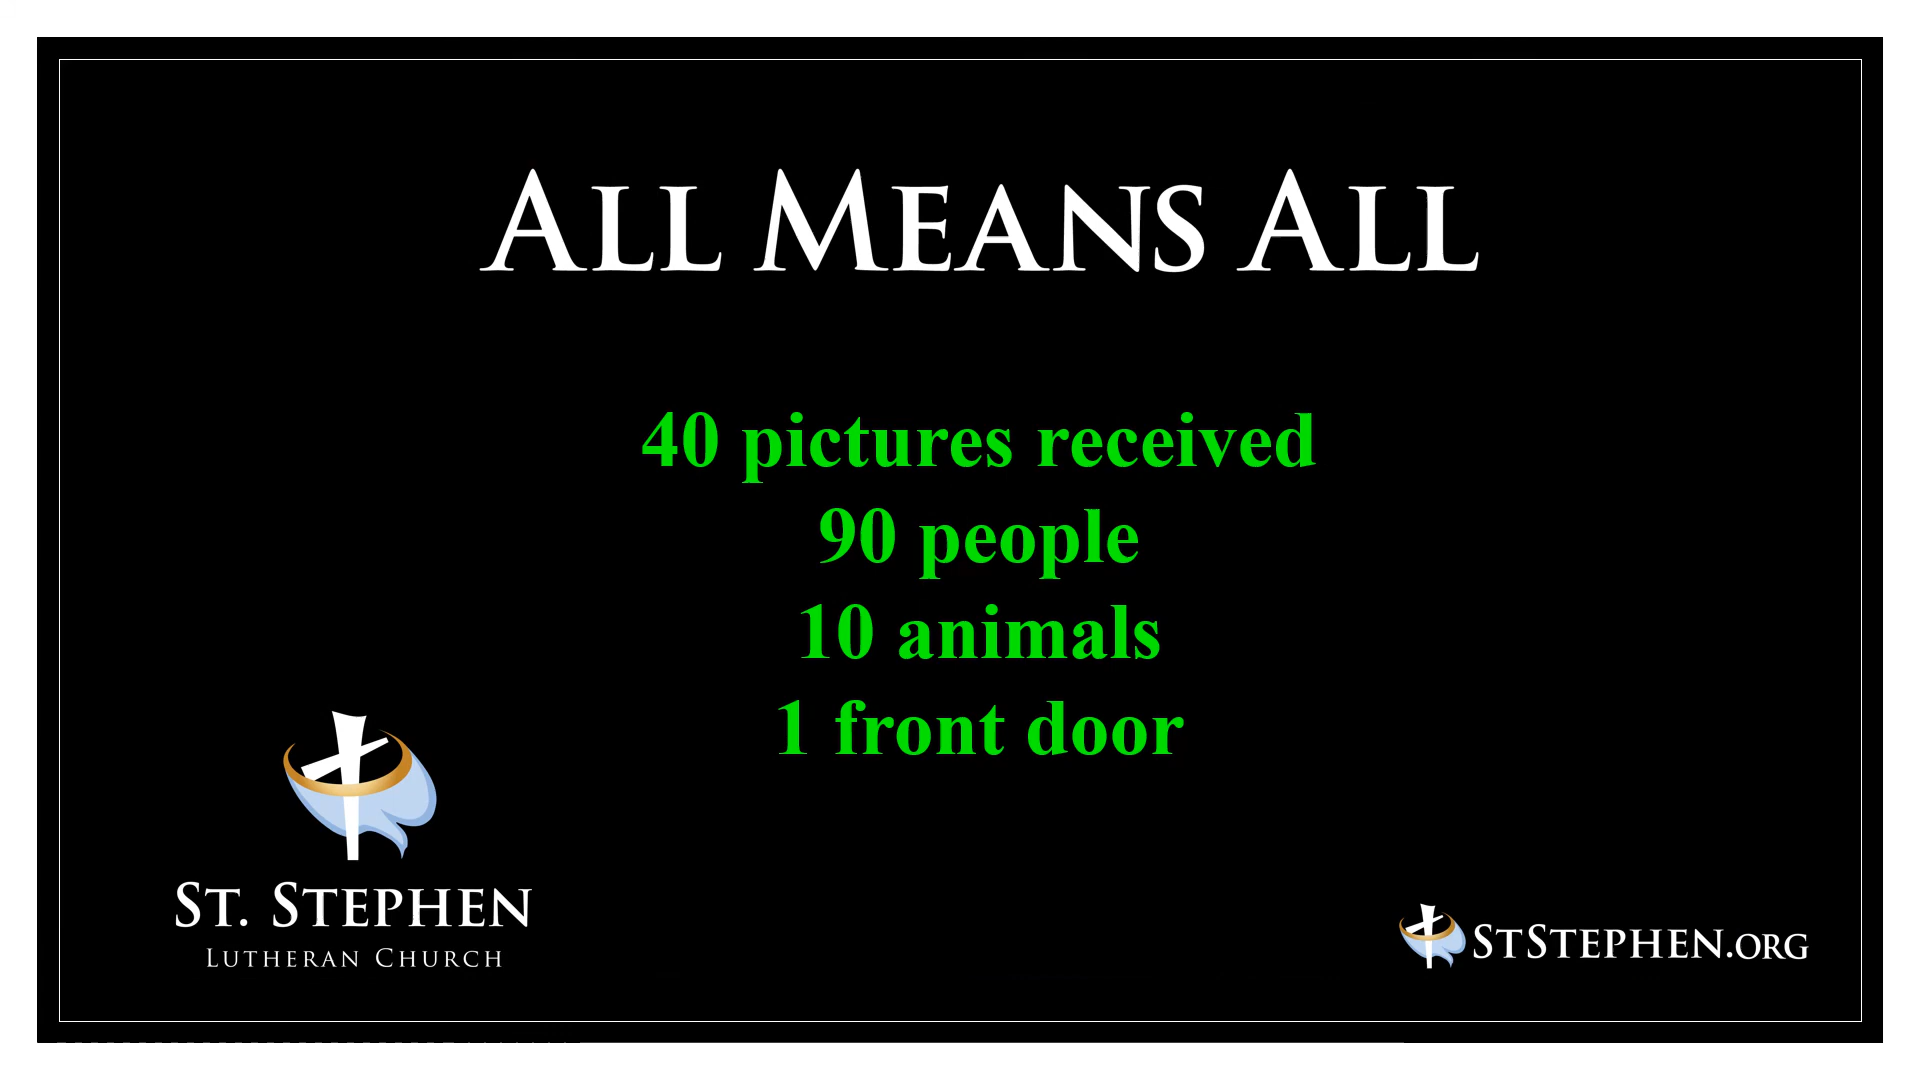 All Means All
40 pictures received
90 people
10 animals
1 front door
St. Stephen
Lutheran Church
StStephen.org